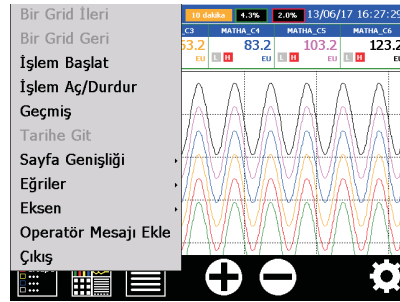 Bir Grid İleri
Bir Grid Geri
İşlem Başlat
İşlem Aç/Durdur
Geçmiş
Tarihe Git
Sayfa Genişliği
Eğriler
Eksen
Operatör Mesajı Ekle
Çıkış
10 dakika 4.3% 2.0% 13/06/17 16:27:29
_C3 MATHA_C4 MATHA_C5 MATHA_C6
53.2 83.2 103.2 123.2
EU L H EU L H EU L H EU